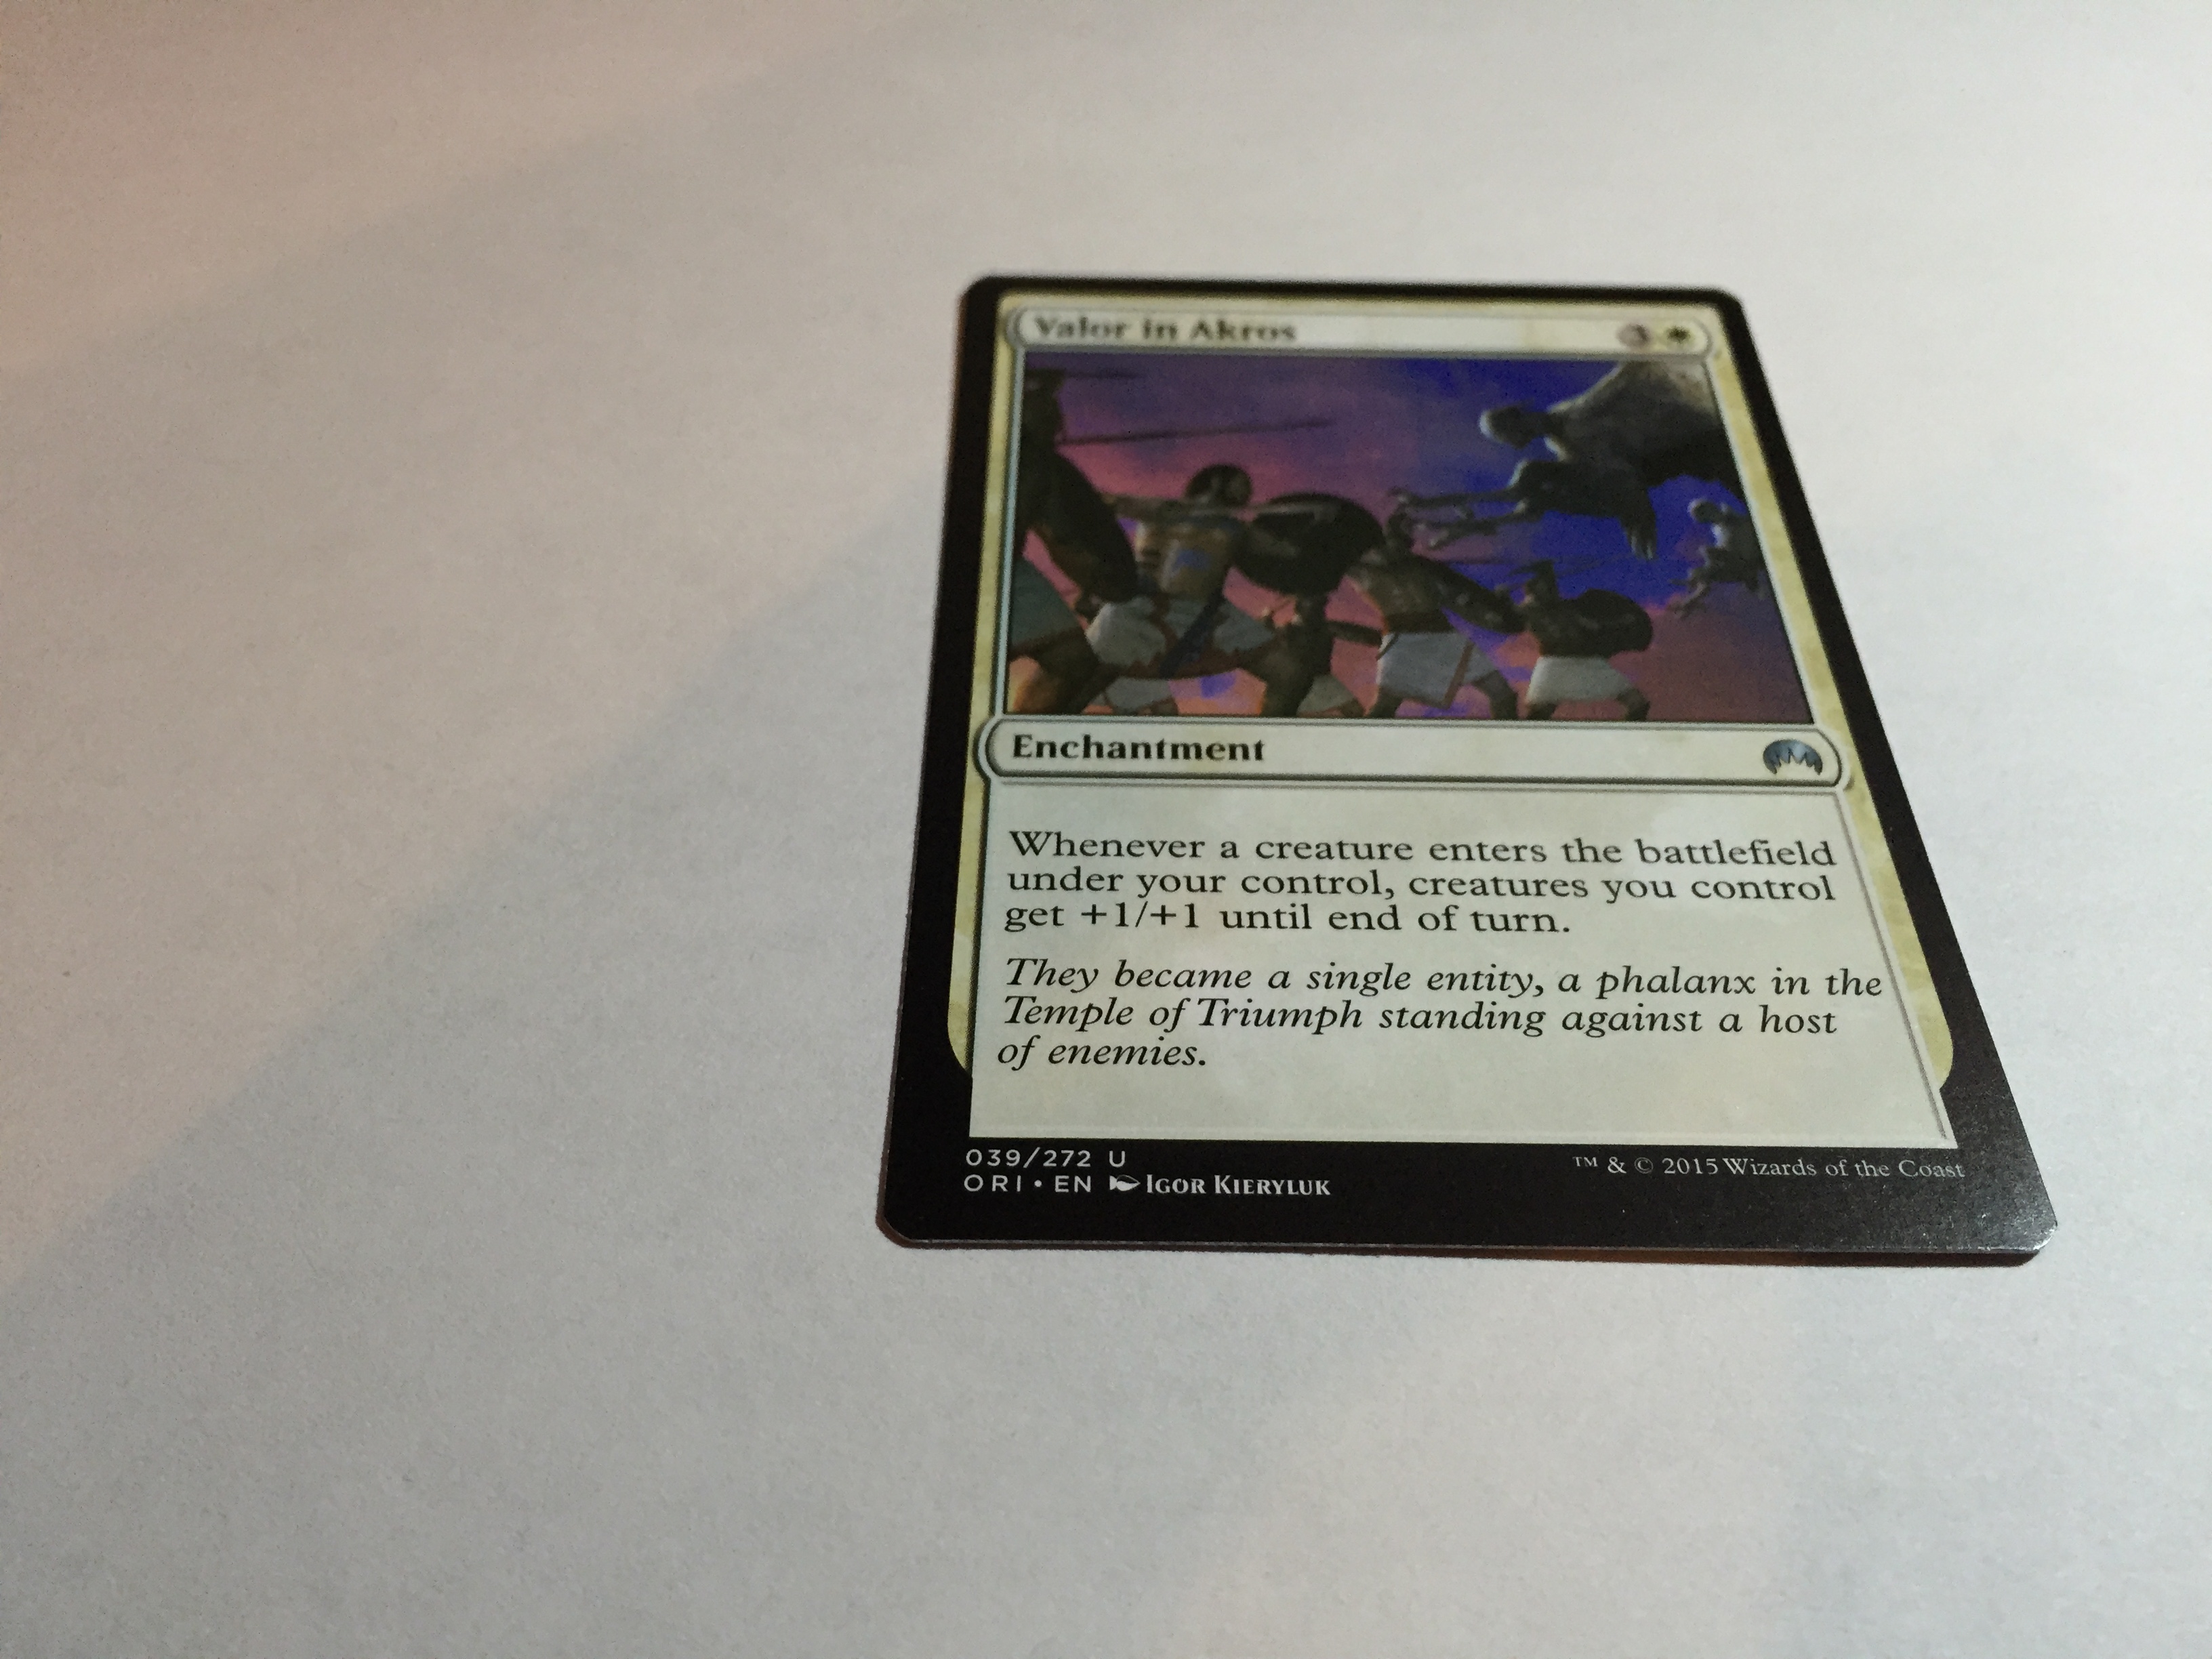 Valor in Akros 3
Enchantment
Whenever a creature enters the battlefield
under your control, creatures you control
get +1/+1 until end of turn.
They became a single entity, a phalanx in the
Temple of Triumph standing against a host
of enemies.
039/272 U
ORI • EN IGOR KIERYLUK
™ & © 2015 Wizards of the Coast